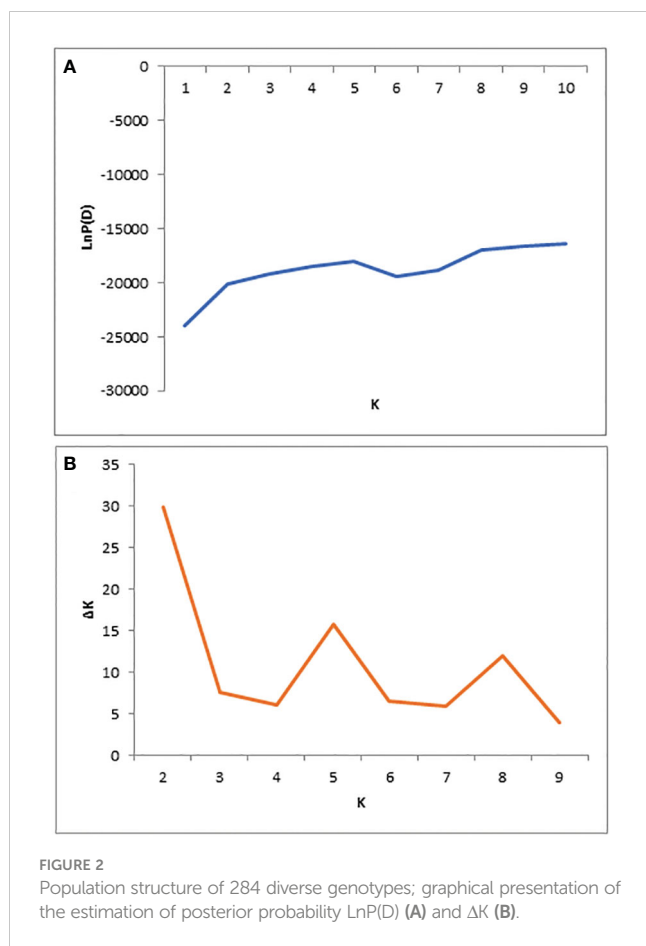 A
0
1 2 3 4 5 6 7 8 9 10
-5000
-10000
-15000
-20000
-25000
-30000
LnP(D)
K
B
35
30
25
20
15
10
5
0
ΔK
2 3 4 5 6 7 8 9
K
FIGURE 2
Population structure of 284 diverse genotypes; graphical presentation of
the estimation of posterior probability LnP(D) (A) and ΔK (B).